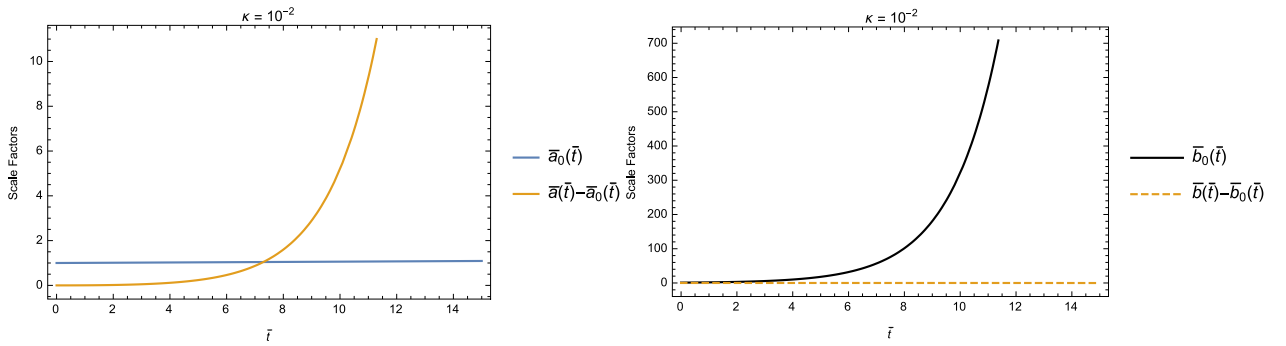 κ = 10⁻²
10
8
6
4
2
0
Scale Factors
0 2 4 6 8 10 12 14
t̄
a̅₀(t̄)
a̅(t̄)−a̅₀(t̄)
κ = 10⁻²
700
600
500
400
300
200
100
0
Scale Factors
0 2 4 6 8 10 12 14
t̄
b̅₀(t̄)
b̅(t̄)−b̅₀(t̄)